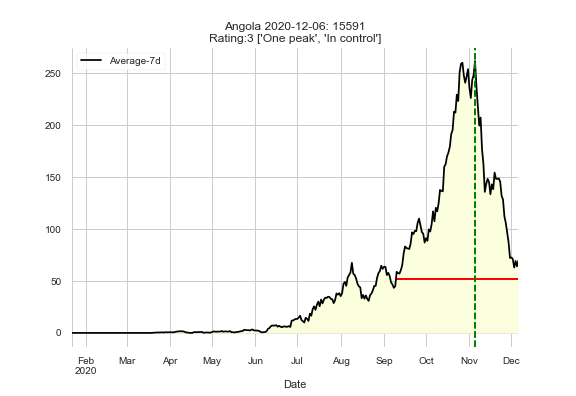 Angola 2020-12-06: 15591
Rating:3 ['One peak', 'In control']
Average-7d
250
200
150
100
50
0
Feb Mar Apr May Jun Jul Aug Sep Oct Nov Dec
2020
Date